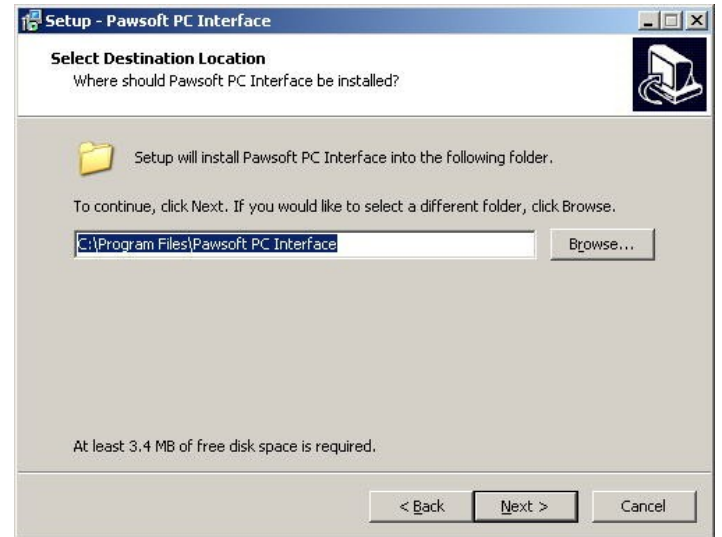 Setup - Pawsoft PC Interface
Select Destination Location
Where should Pawsoft PC Interface be installed?
Setup will install Pawsoft PC Interface into the following folder.
To continue, click Next. If you would like to select a different folder, click Browse.
C:\Program Files\Pawsoft PC Interface
Browse...
At least 3.4 MB of free disk space is required.
< Back Next > Cancel